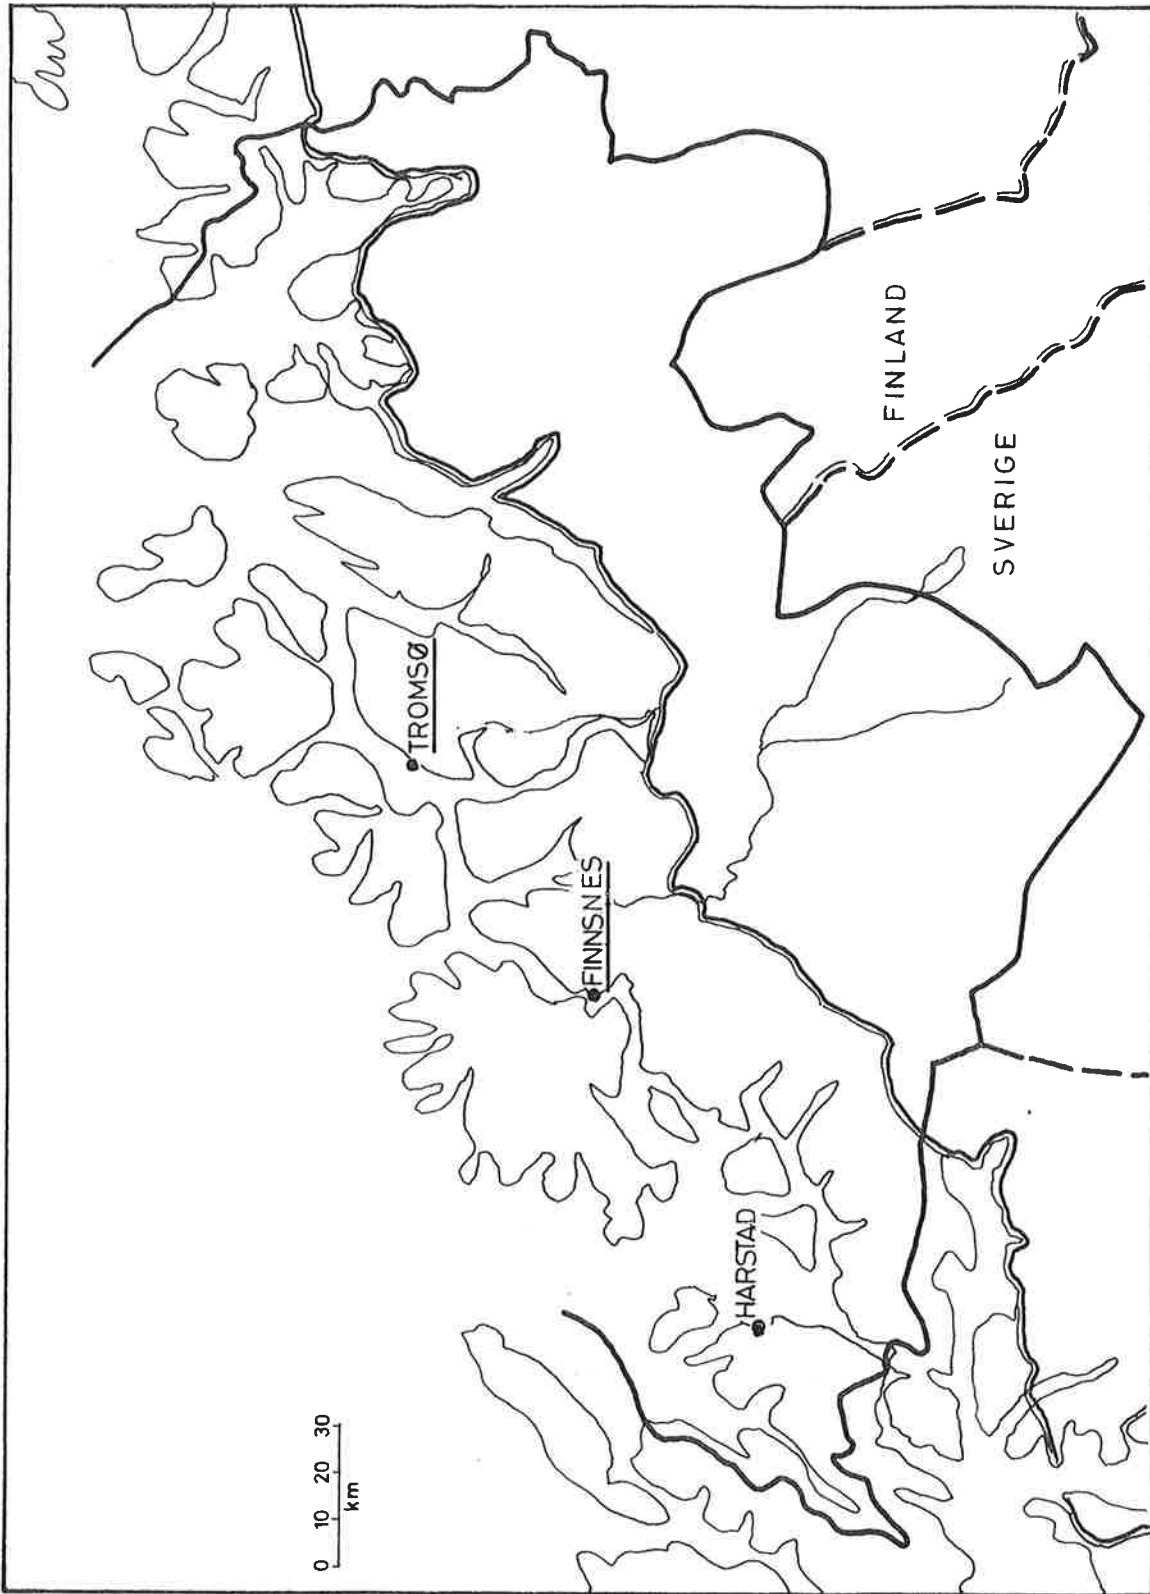 TROMSØ
FINNSNES
HARSTAD
FINLAND
SVERIGE
0 10 20 30
km